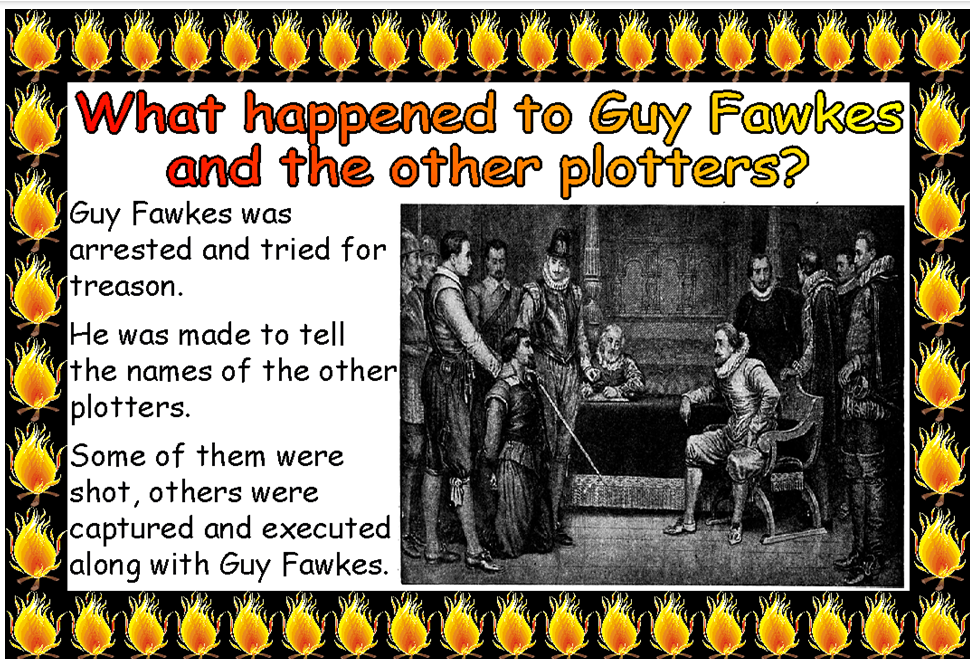 What happened to Guy Fawkes
and the other plotters?
Guy Fawkes was
arrested and tried for
treason.
He was made to tell
the names of the other
plotters.
Some of them were
shot, others were
captured and executed
along with Guy Fawkes.